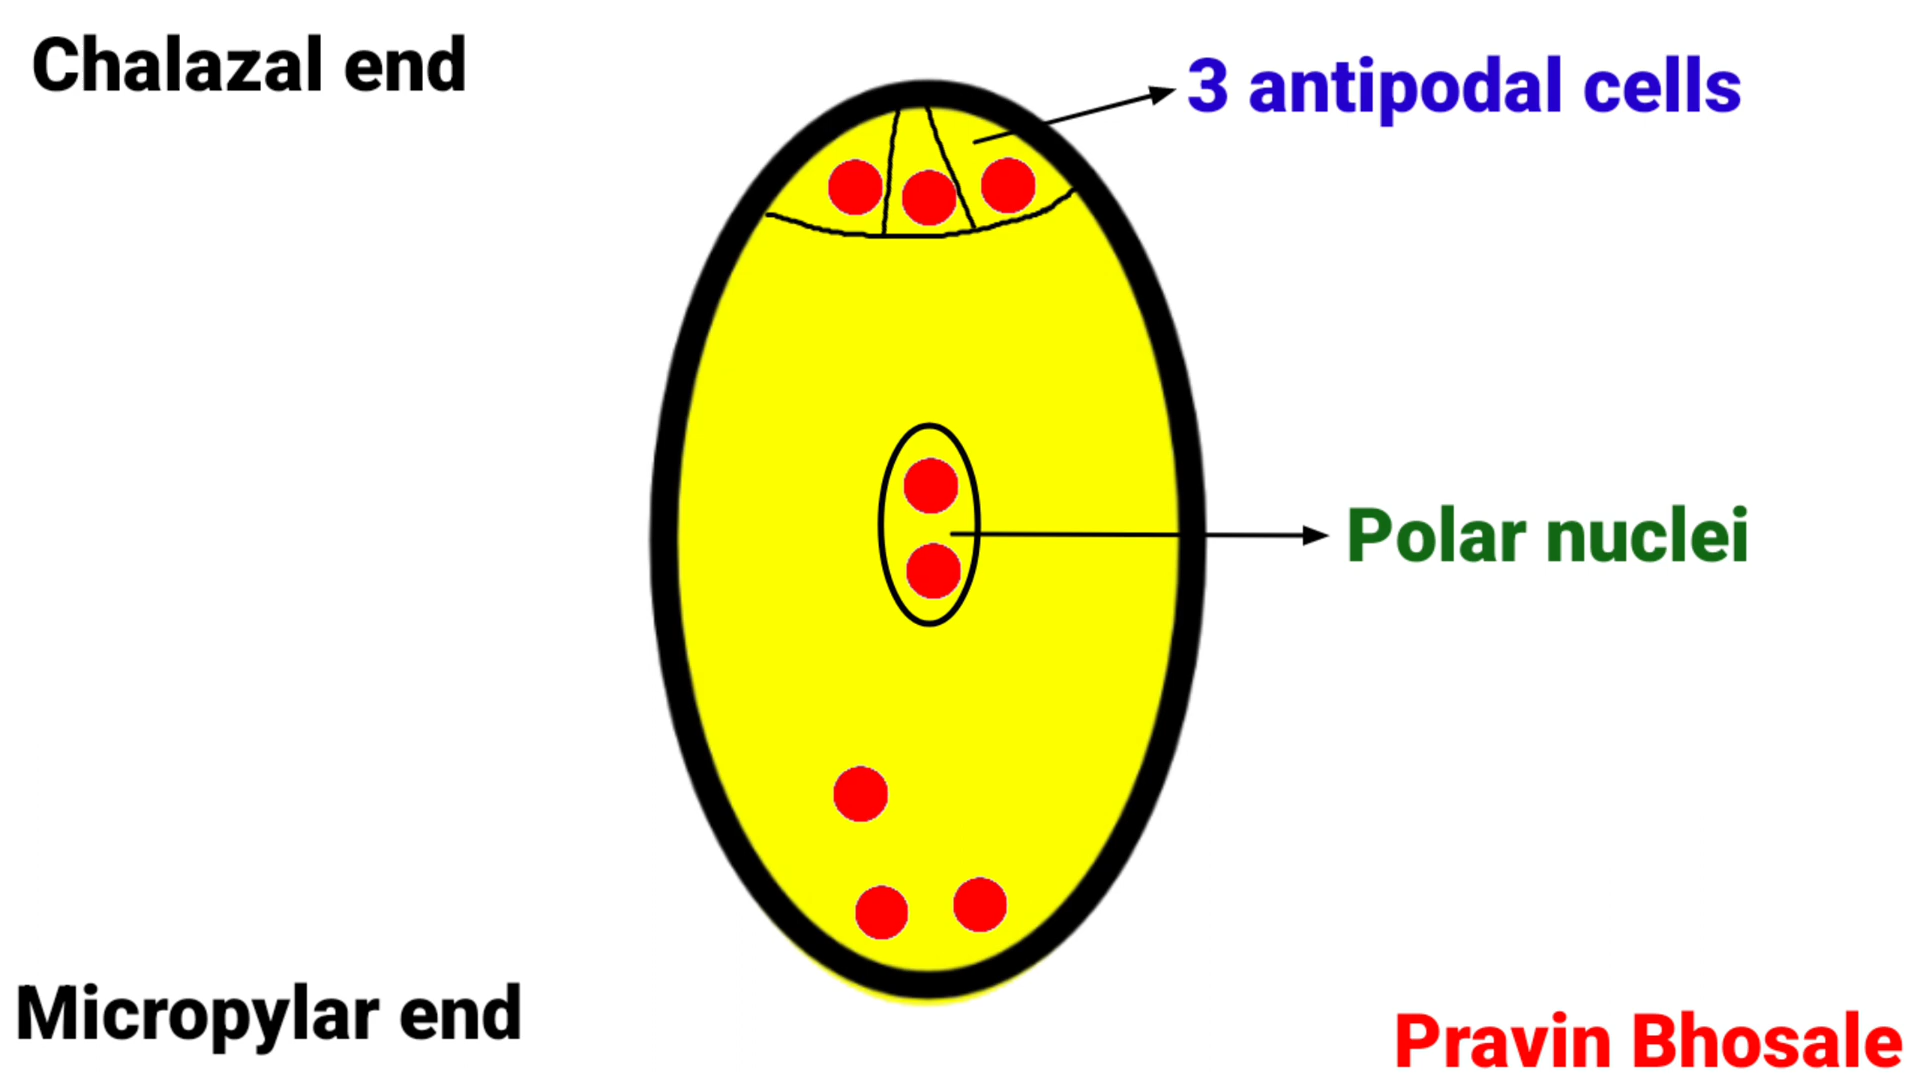 Chalazal end
3 antipodal cells
Polar nuclei
Micropylar end
Pravin Bhosale